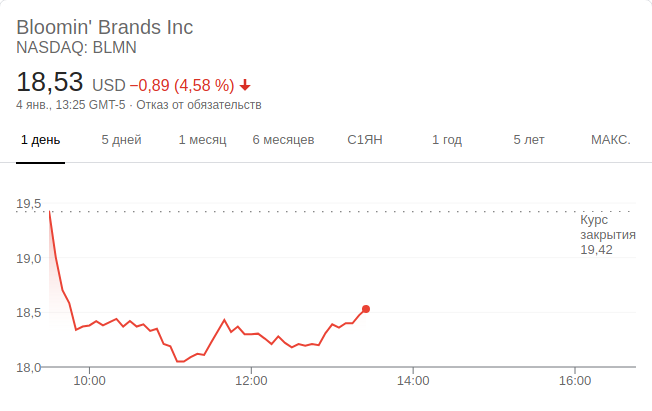 Bloomin' Brands Inc
NASDAQ: BLMN
18,53 USD −0,89 (4,58 %)
4 янв., 13:25 GMT-5 · Отказ от обязательств
1 день 5 дней 1 месяц 6 месяцев С1ЯН 1 год 5 лет МАКС.
19,5
Курс
закрытия
19,42
19,0
18,5
18,0
10:00 12:00 14:00 16:00